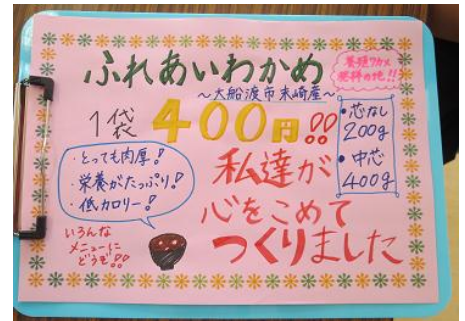 ふれあいわかめ
～大船渡市末崎産～
養殖ワカメ
発祥の地!!
1袋 400円!!
・芯なし
200g
・中芯
400g
・とっても肉厚!
・栄養がたっぷり!
・低カロリー!
私達が
心をこめて
つくりました
いろんな
メニューに
どうぞ!!